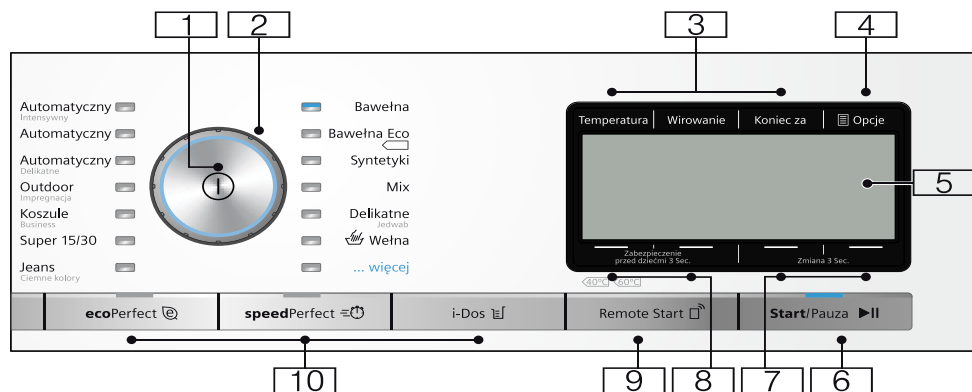 1
2
3
4
Automatyczny
Intensywny
Automatyczny
Automatyczny
Delikatne
Outdoor
Impregnacja
Koszule
Business
Super 15/30
Jeans
Ciemne kolory
Bawełna
Bawełna Eco
Syntetyki
Mix
Delikatne
Jedwab
Wełna
... więcej
Temperatura
Wirowanie
Koniec za
Opcje
5
Zabezpieczenie
przed dziećmi 3 Sec.
Zmiana 3 Sec.
40°C 60°C
ecoPerfect
speedPerfect
i-Dos
Remote Start
Start/Pauza
10
9
8
7
6